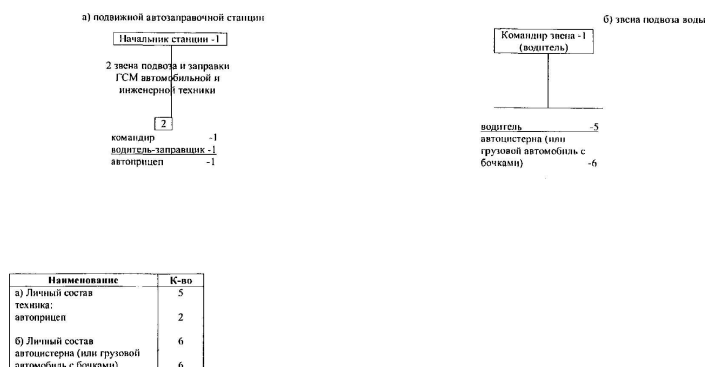 а) подвижной автозаправочной станции
Начальник станции -1
2 звена подвоза и заправки
ГСМ автомобильной и
инженерной техники
2
командир -1
водитель-заправщик -1
автоприцеп -1
б) звена подвоза воды
Командир звена -1
(водитель)
водитель -5
автоцистерна (или
грузовой автомобиль с
бочками) -6
Наименование К-во
а) Личный состав 5
техника:
автоприцеп 2
б) Личный состав 6
автоцистерна (или грузовой
автомобиль с бочками) 6